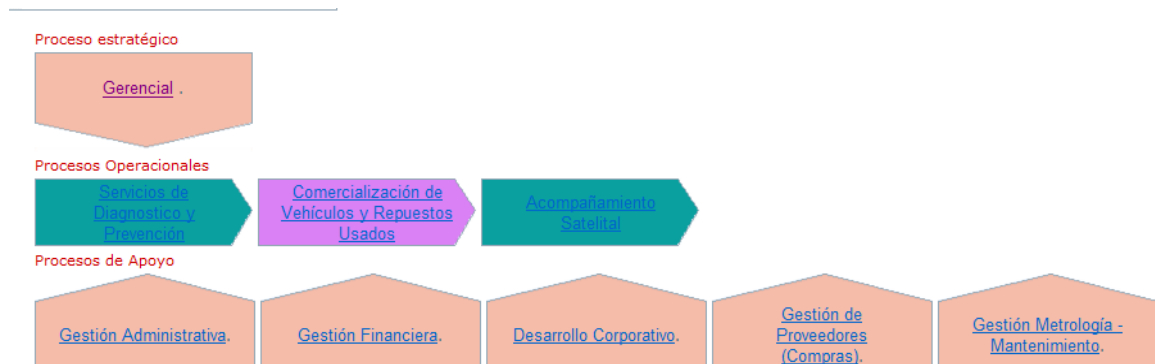 Proceso estratégico
Gerencial .
Procesos Operacionales
Servicios de
Diagnostico y
Prevención
Comercialización de
Vehículos y Repuestos
Usados
Acompañamiento
Satelital
Procesos de Apoyo
Gestión Administrativa.
Gestión Financiera.
Desarrollo Corporativo.
Gestión de
Proveedores
(Compras).
Gestión Metrología -
Mantenimiento.